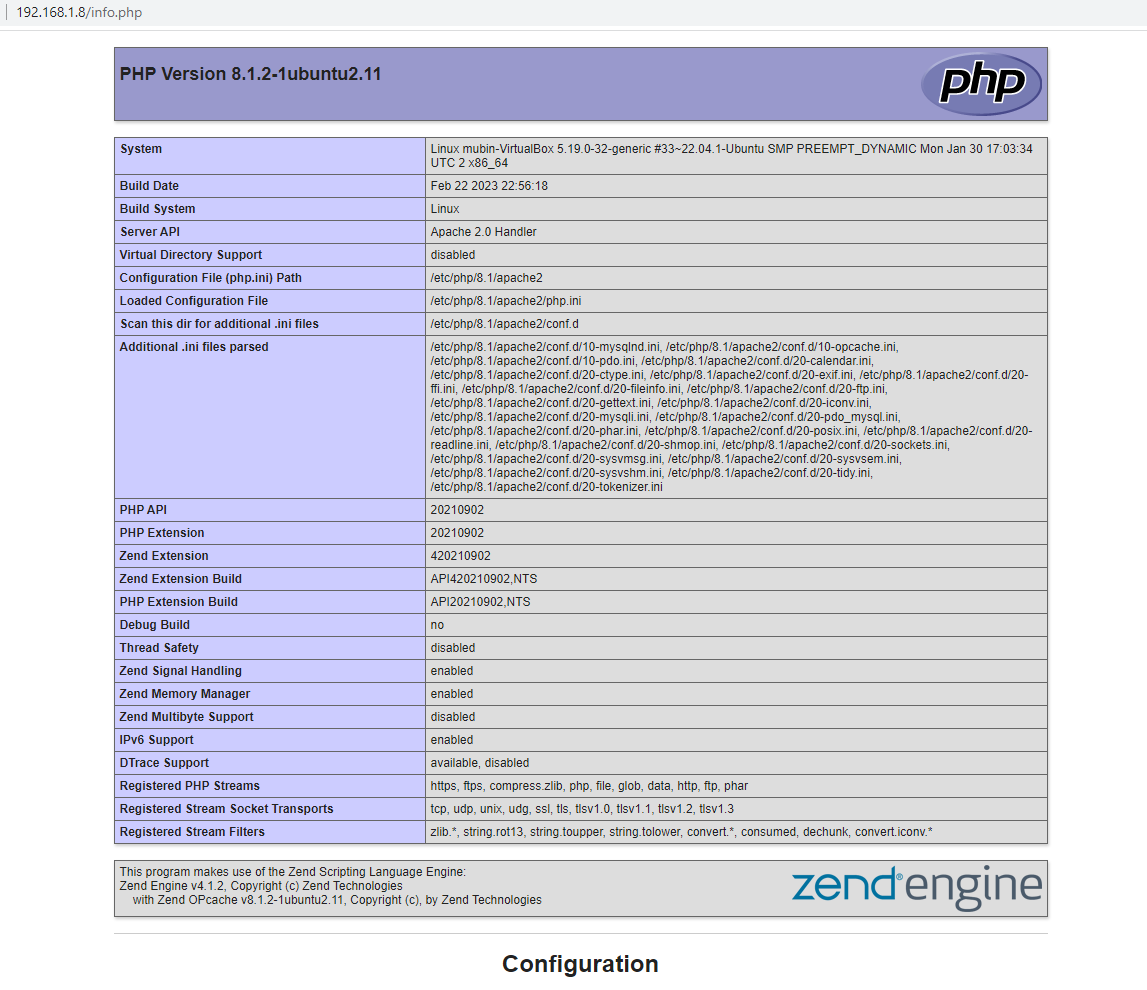 192.168.1.8/info.php
PHP Version 8.1.2-1ubuntu2.11
php
System
Linux mubin-VirtualBox 5.19.0-32-generic #33~22.04.1-Ubuntu SMP PREEMPT_DYNAMIC Mon Jan 30 17:03:34
UTC 2 x86_64
Build Date
Feb 22 2023 22:56:18
Build System
Linux
Server API
Apache 2.0 Handler
Virtual Directory Support
disabled
Configuration File (php.ini) Path
/etc/php/8.1/apache2
Loaded Configuration File
/etc/php/8.1/apache2/php.ini
Scan this dir for additional .ini files
/etc/php/8.1/apache2/conf.d
Additional .ini files parsed
/etc/php/8.1/apache2/conf.d/10-mysqlnd.ini, /etc/php/8.1/apache2/conf.d/10-opcache.ini,
/etc/php/8.1/apache2/conf.d/10-pdo.ini, /etc/php/8.1/apache2/conf.d/20-calendar.ini,
/etc/php/8.1/apache2/conf.d/20-ctype.ini, /etc/php/8.1/apache2/conf.d/20-exif.ini, /etc/php/8.1/apache2/conf.d/20-
ffi.ini, /etc/php/8.1/apache2/conf.d/20-fileinfo.ini, /etc/php/8.1/apache2/conf.d/20-ftp.ini,
/etc/php/8.1/apache2/conf.d/20-gettext.ini, /etc/php/8.1/apache2/conf.d/20-iconv.ini,
/etc/php/8.1/apache2/conf.d/20-mysqli.ini, /etc/php/8.1/apache2/conf.d/20-pdo_mysql.ini,
/etc/php/8.1/apache2/conf.d/20-phar.ini, /etc/php/8.1/apache2/conf.d/20-posix.ini, /etc/php/8.1/apache2/conf.d/20-
readline.ini, /etc/php/8.1/apache2/conf.d/20-shmop.ini, /etc/php/8.1/apache2/conf.d/20-sockets.ini,
/etc/php/8.1/apache2/conf.d/20-sysvmsg.ini, /etc/php/8.1/apache2/conf.d/20-sysvsem.ini,
/etc/php/8.1/apache2/conf.d/20-sysvshm.ini, /etc/php/8.1/apache2/conf.d/20-tidy.ini,
/etc/php/8.1/apache2/conf.d/20-tokenizer.ini
PHP API
20210902
PHP Extension
20210902
Zend Extension
420210902
Zend Extension Build
API420210902,NTS
PHP Extension Build
API20210902,NTS
Debug Build
no
Thread Safety
disabled
Zend Signal Handling
enabled
Zend Memory Manager
enabled
Zend Multibyte Support
disabled
IPv6 Support
enabled
DTrace Support
available, disabled
Registered PHP Streams
https, ftps, compress.zlib, php, file, glob, data, http, ftp, phar
Registered Stream Socket Transports
tcp, udp, unix, udg, ssl, tls, tlsv1.0, tlsv1.1, tlsv1.2, tlsv1.3
Registered Stream Filters
zlib.*, string.rot13, string.toupper, string.tolower, convert.*, consumed, dechunk, convert.iconv.*
This program makes use of the Zend Scripting Language Engine:
Zend Engine v4.1.2, Copyright (c) Zend Technologies
with Zend OPcache v8.1.2-1ubuntu2.11, Copyright (c), by Zend Technologies
zend® engine
Configuration